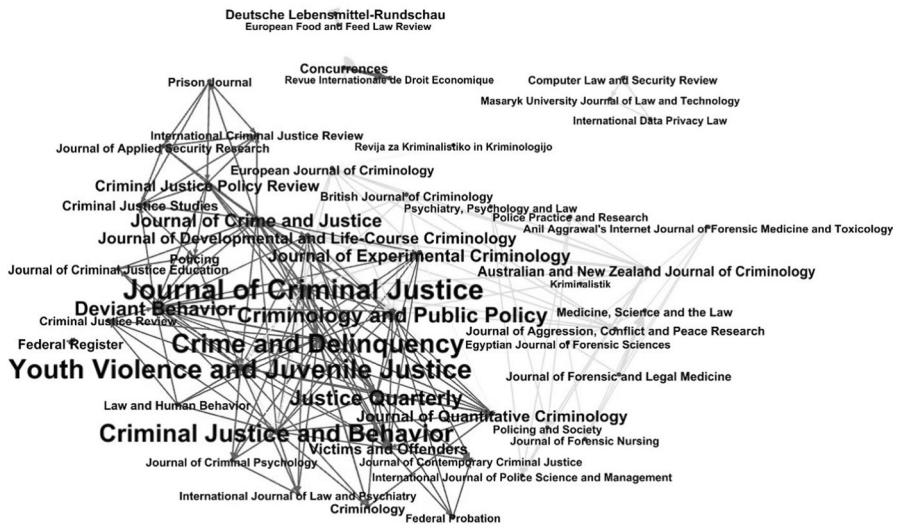 Deutsche Lebensmittel-Rundschau
European Food and Feed Law Review
Concurrences
Revue Internationale de Droit Economique
Prison Journal
Computer Law and Security Review
Masaryk University Journal of Law and Technology
International Data Privacy Law
International Criminal Justice Review
Journal of Applied Security Research
Revija za Kriminalistiko in Kriminologijo
European Journal of Criminology
Criminal Justice Policy Review
British Journal of Criminology
Criminal Justice Studies
Psychiatry, Psychology and Law
Journal of Crime and Justice
Police Practice and Research
Anil Aggrawal's Internet Journal of Forensic Medicine and Toxicology
Journal of Developmental and Life-Course Criminology
Journal of Experimental Criminology
Policing
Journal of Criminal Justice Education
Australian and New Zealand Journal of Criminology
Kriminalistik
Journal of Criminal Justice
Deviant Behavior
Criminology and Public Policy
Medicine, Science and the Law
Criminal Justice Review
Journal of Aggression, Conflict and Peace Research
Federal Register
Crime and Delinquency
Egyptian Journal of Forensic Sciences
Youth Violence and Juvenile Justice
Journal of Forensic and Legal Medicine
Justice Quarterly
Law and Human Behavior
Journal of Quantitative Criminology
Policing and Society
Criminal Justice and Behavior
Journal of Forensic Nursing
Victims and Offenders
Journal of Criminal Psychology
Journal of Contemporary Criminal Justice
International Journal of Police Science and Management
International Journal of Law and Psychiatry
Criminology
Federal Probation